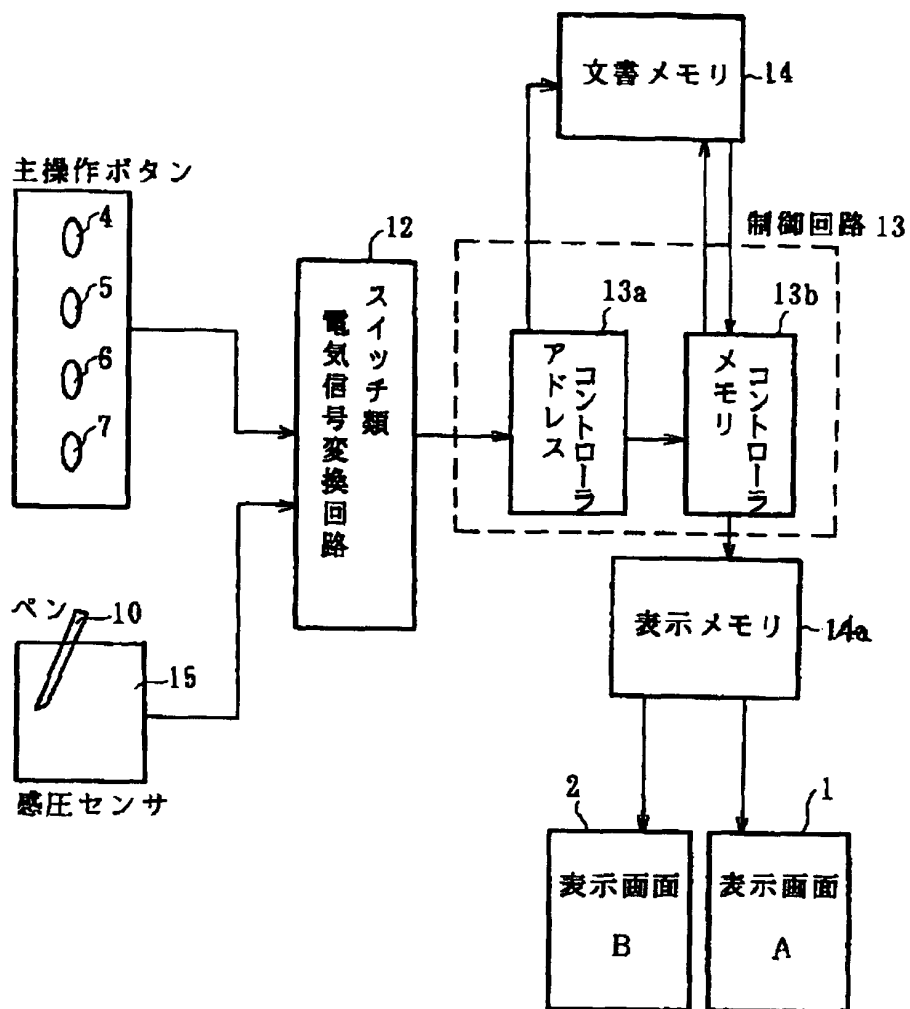 文書メモリ
14
主操作ボタン
4
5
6
7
12
スイッチ類
電気信号変換回路
制御回路 13
13a
アドレス
コントローラ
13b
メモリ
コントローラ
ペン
10
15
感圧センサ
表示メモリ
14a
2
表示画面
B
1
表示画面
A